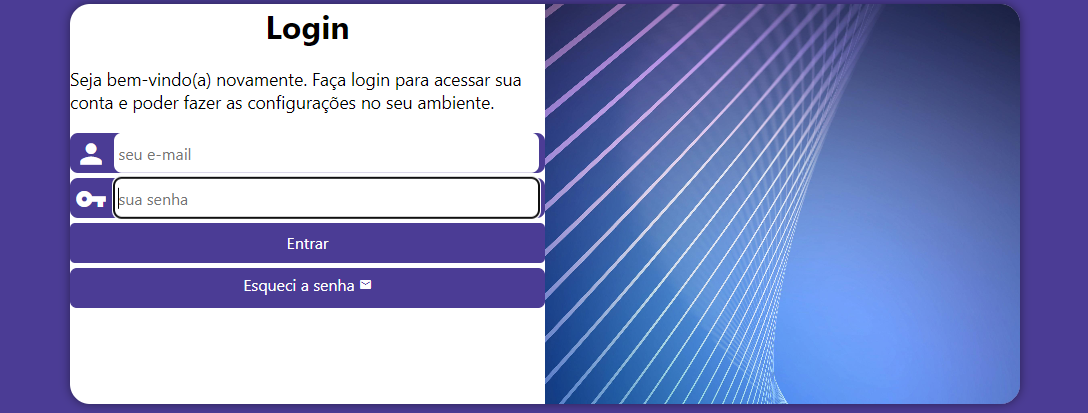 Login
Seja bem-vindo(a) novamente. Faça login para acessar sua
conta e poder fazer as configurações no seu ambiente.
seu e-mail
sua senha
Entrar
Esqueci a senha